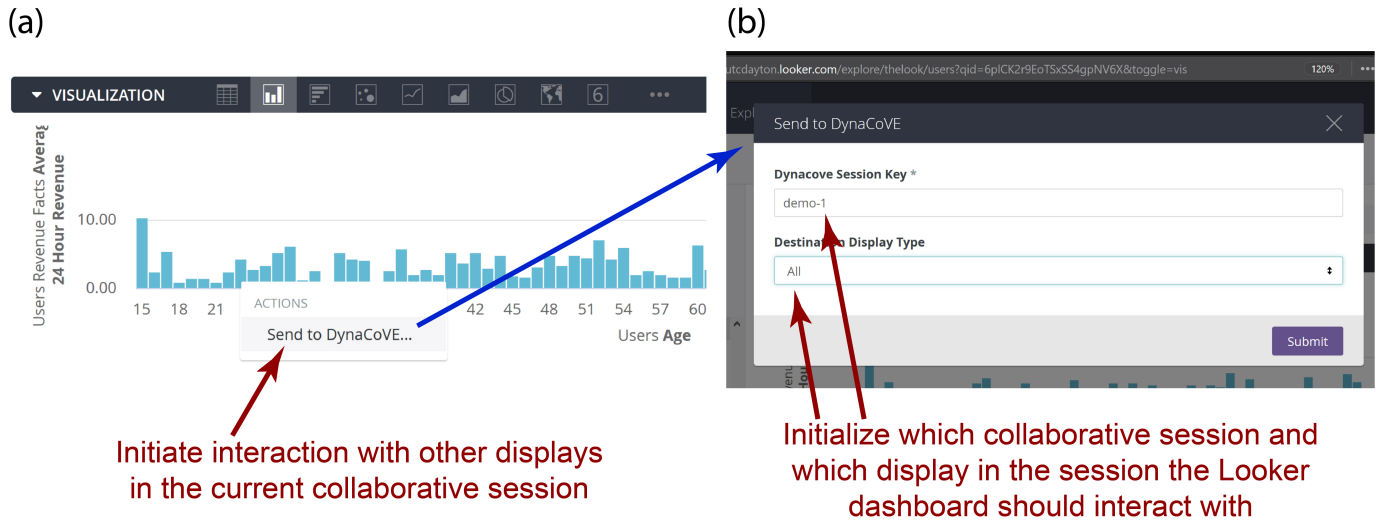 (a)
VISUALIZATION
6
Users Revenue Facts Averag
24 Hour Revenue
10.00
0.00
15 18 21 42 45 48 51 54 57 60
Users Age
ACTIONS
Send to DynaCoVE...
Initiate interaction with other displays
in the current collaborative session
(b)
utcdayton.looker.com/explore/thelook/users?qid=6plCK2r9EoTSxSS4gpNV6X&toggle=vis 120%
Expl
Send to DynaCoVE
Dynacove Session Key *
demo-1
Destination Display Type
All
Submit
Initialize which collaborative session and
which display in the session the Looker
dashboard should interact with